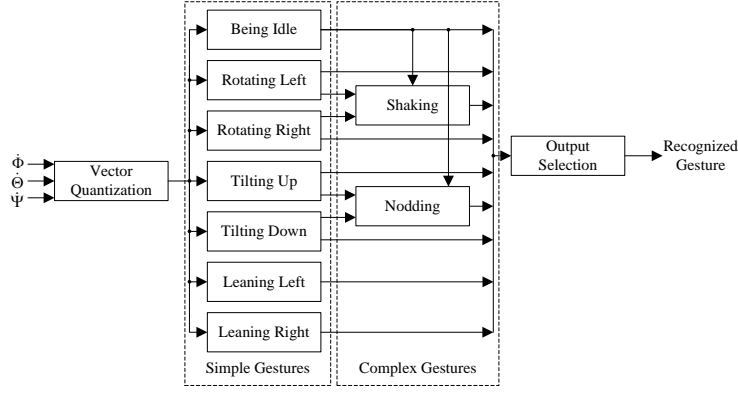 Being Idle
Rotating Left
Shaking
Rotating Right
Φ̇
Θ̇
Ψ̇
Vector
Quantization
Tilting Up
Nodding
Tilting Down
Leaning Left
Leaning Right
Simple Gestures
Complex Gestures
Output
Selection
Recognized
Gesture